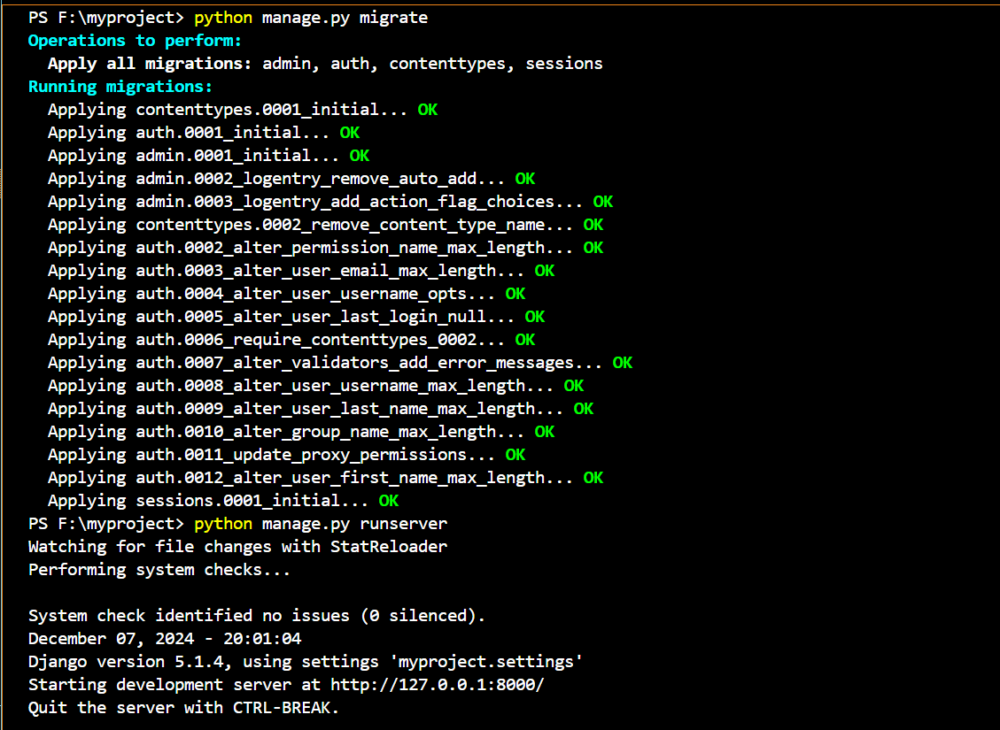 PS F:\myproject> python manage.py migrate
Operations to perform:
  Apply all migrations: admin, auth, contenttypes, sessions
Running migrations:
  Applying contenttypes.0001_initial... OK
  Applying auth.0001_initial... OK
  Applying admin.0001_initial... OK
  Applying admin.0002_logentry_remove_auto_add... OK
  Applying admin.0003_logentry_add_action_flag_choices... OK
  Applying contenttypes.0002_remove_content_type_name... OK
  Applying auth.0002_alter_permission_name_max_length... OK
  Applying auth.0003_alter_user_email_max_length... OK
  Applying auth.0004_alter_user_username_opts... OK
  Applying auth.0005_alter_user_last_login_null... OK
  Applying auth.0006_require_contenttypes_0002... OK
  Applying auth.0007_alter_validators_add_error_messages... OK
  Applying auth.0008_alter_user_username_max_length... OK
  Applying auth.0009_alter_user_last_name_max_length... OK
  Applying auth.0010_alter_group_name_max_length... OK
  Applying auth.0011_update_proxy_permissions... OK
  Applying auth.0012_alter_user_first_name_max_length... OK
  Applying sessions.0001_initial... OK
PS F:\myproject> python manage.py runserver
Watching for file changes with StatReloader
Performing system checks...

System check identified no issues (0 silenced).
December 07, 2024 - 20:01:04
Django version 5.1.4, using settings 'myproject.settings'
Starting development server at http://127.0.0.1:8000/
Quit the server with CTRL-BREAK.